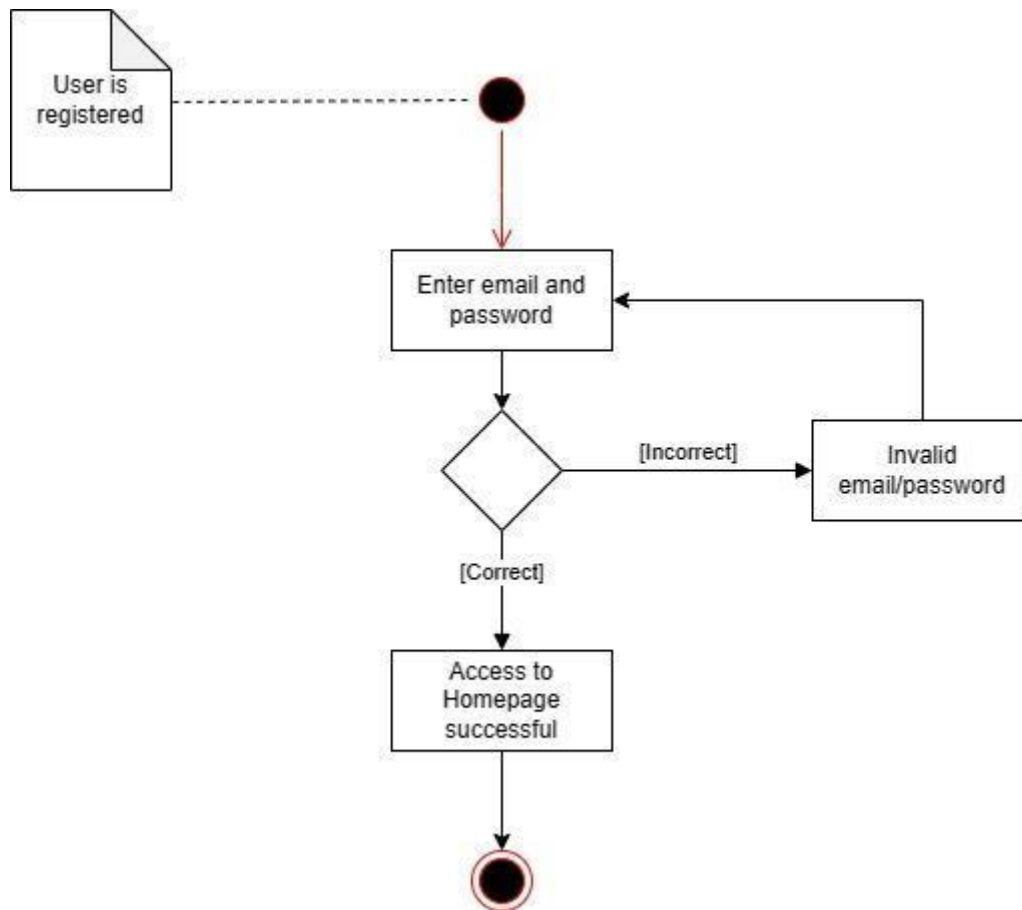 User is
registered
Enter email and
password
[Incorrect]
Invalid
email/password
[Correct]
Access to
Homepage
successful